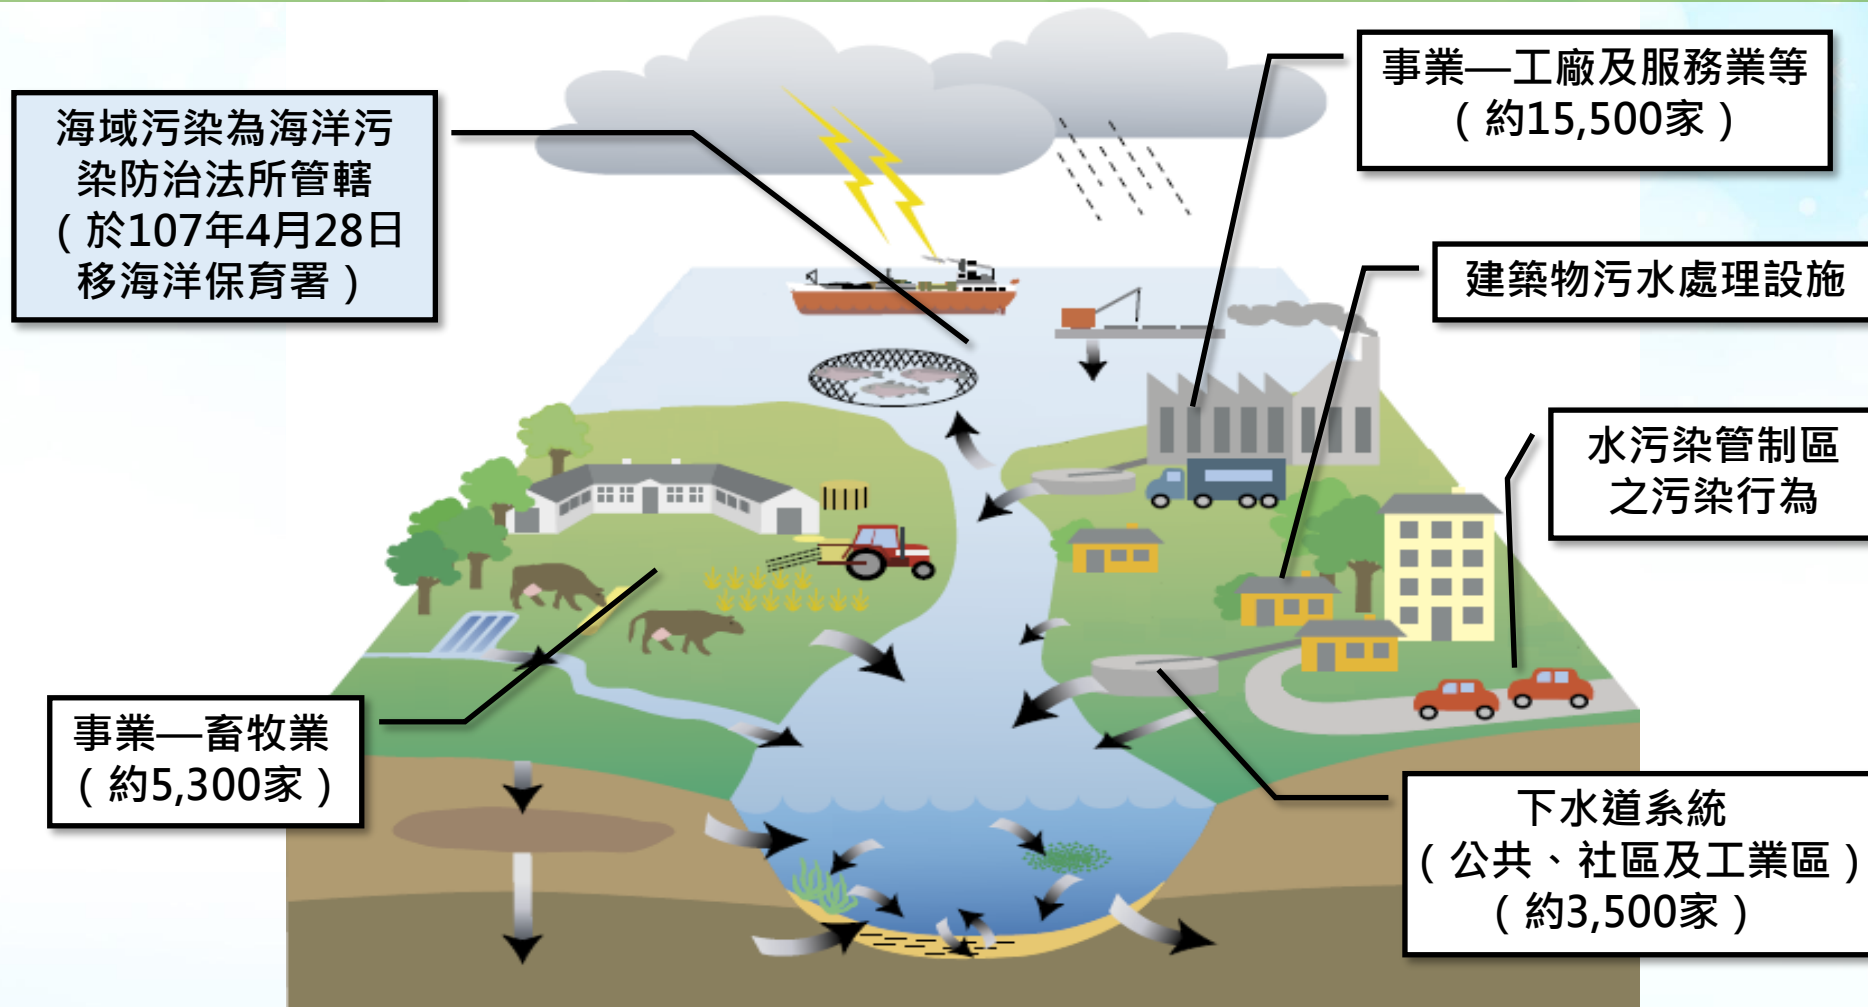 海域污染為海洋污
染防治法所管轄
（於107年4月28日
移海洋保育署）
事業—工廠及服務業等
（約15,500家）
建築物污水處理設施
水污染管制區
之污染行為
事業—畜牧業
（約5,300家）
下水道系統
（公共、社區及工業區）
（約3,500家）